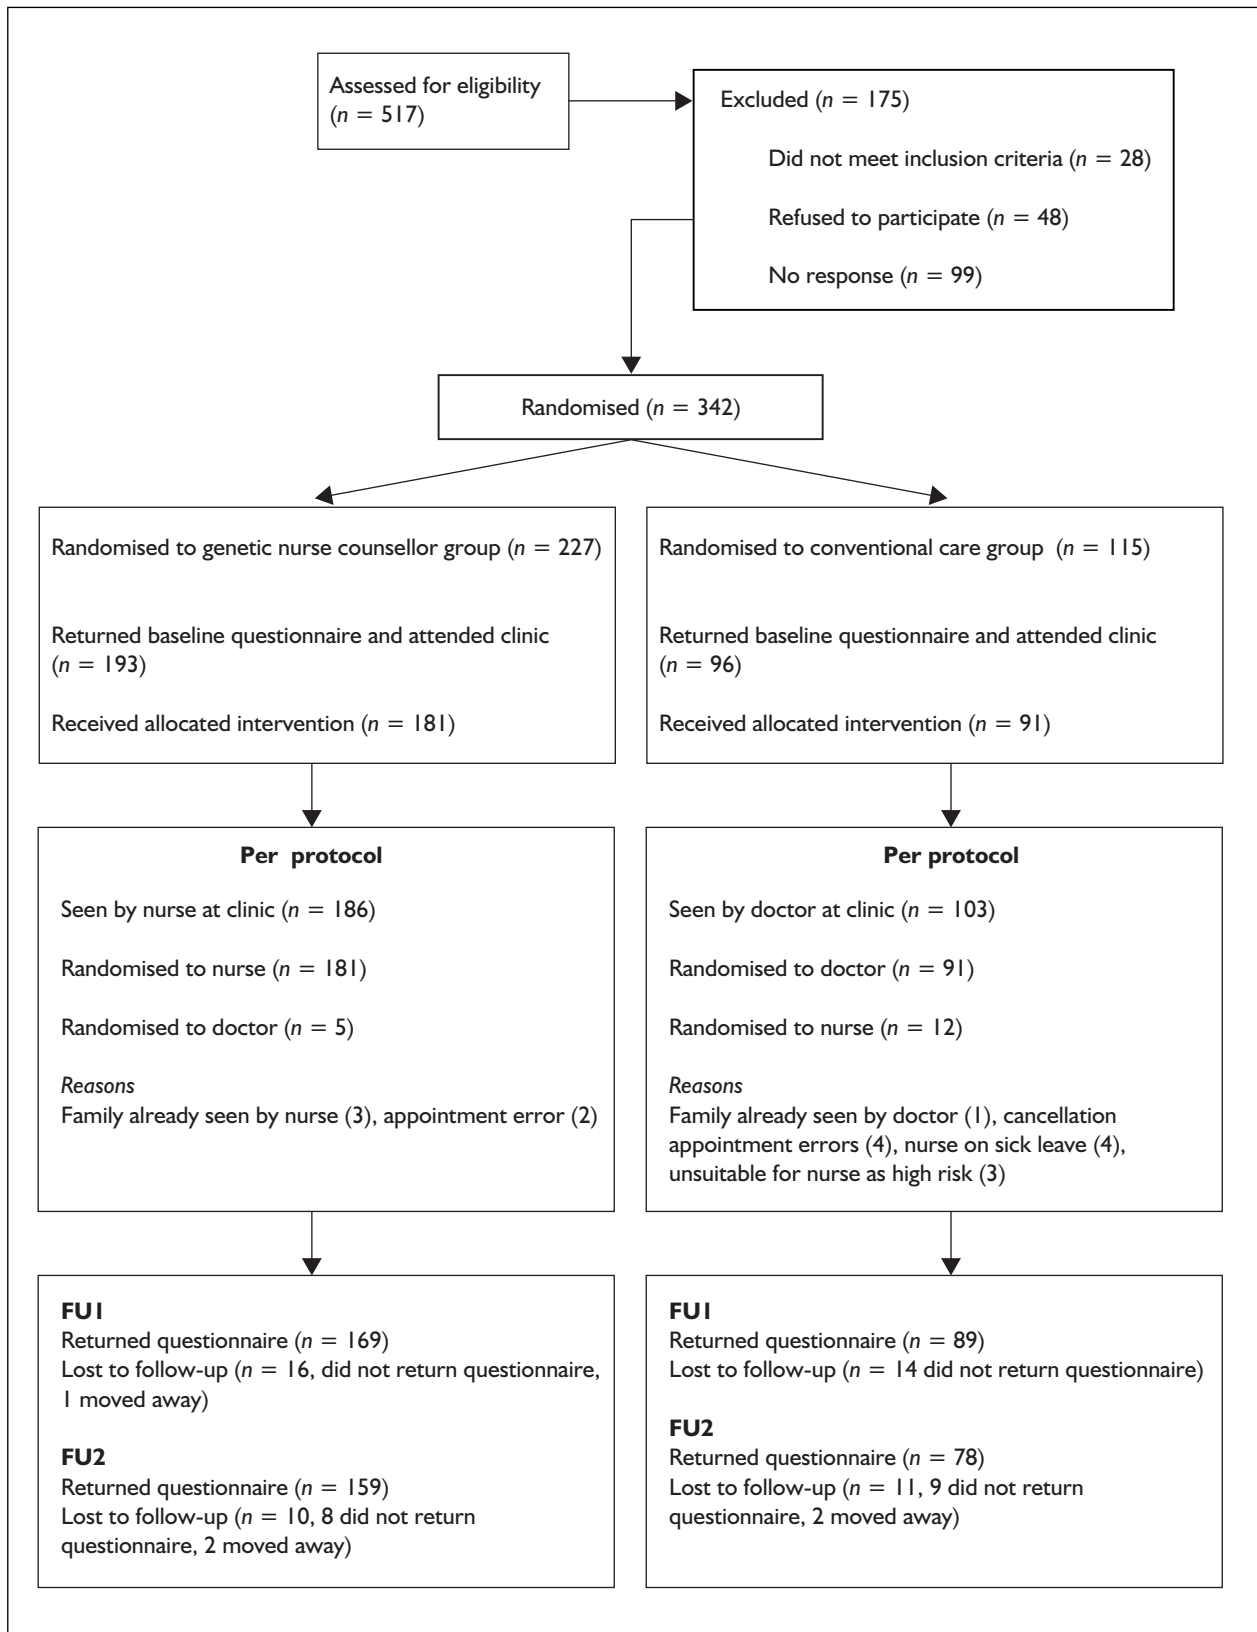 Assessed for eligibility
(n = 517)
Excluded (n = 175)
Did not meet inclusion criteria (n = 28)
Refused to participate (n = 48)
No response (n = 99)
Randomised (n = 342)
Randomised to genetic nurse counsellor group (n = 227)
Returned baseline questionnaire and attended clinic
(n = 193)
Received allocated intervention (n = 181)
Randomised to conventional care group (n = 115)
Returned baseline questionnaire and attended clinic
(n = 96)
Received allocated intervention (n = 91)
Per protocol
Seen by nurse at clinic (n = 186)
Randomised to nurse (n = 181)
Randomised to doctor (n = 5)
Reasons
Family already seen by nurse (3), appointment error (2)
Per protocol
Seen by doctor at clinic (n = 103)
Randomised to doctor (n = 91)
Randomised to nurse (n = 12)
Reasons
Family already seen by doctor (1), cancellation
appointment errors (4), nurse on sick leave (4),
unsuitable for nurse as high risk (3)
FU1
Returned questionnaire (n = 169)
Lost to follow-up (n = 16, did not return questionnaire,
1 moved away)
FU2
Returned questionnaire (n = 159)
Lost to follow-up (n = 10, 8 did not return
questionnaire, 2 moved away)
FU1
Returned questionnaire (n = 89)
Lost to follow-up (n = 14 did not return questionnaire)
FU2
Returned questionnaire (n = 78)
Lost to follow-up (n = 11, 9 did not return
questionnaire, 2 moved away)